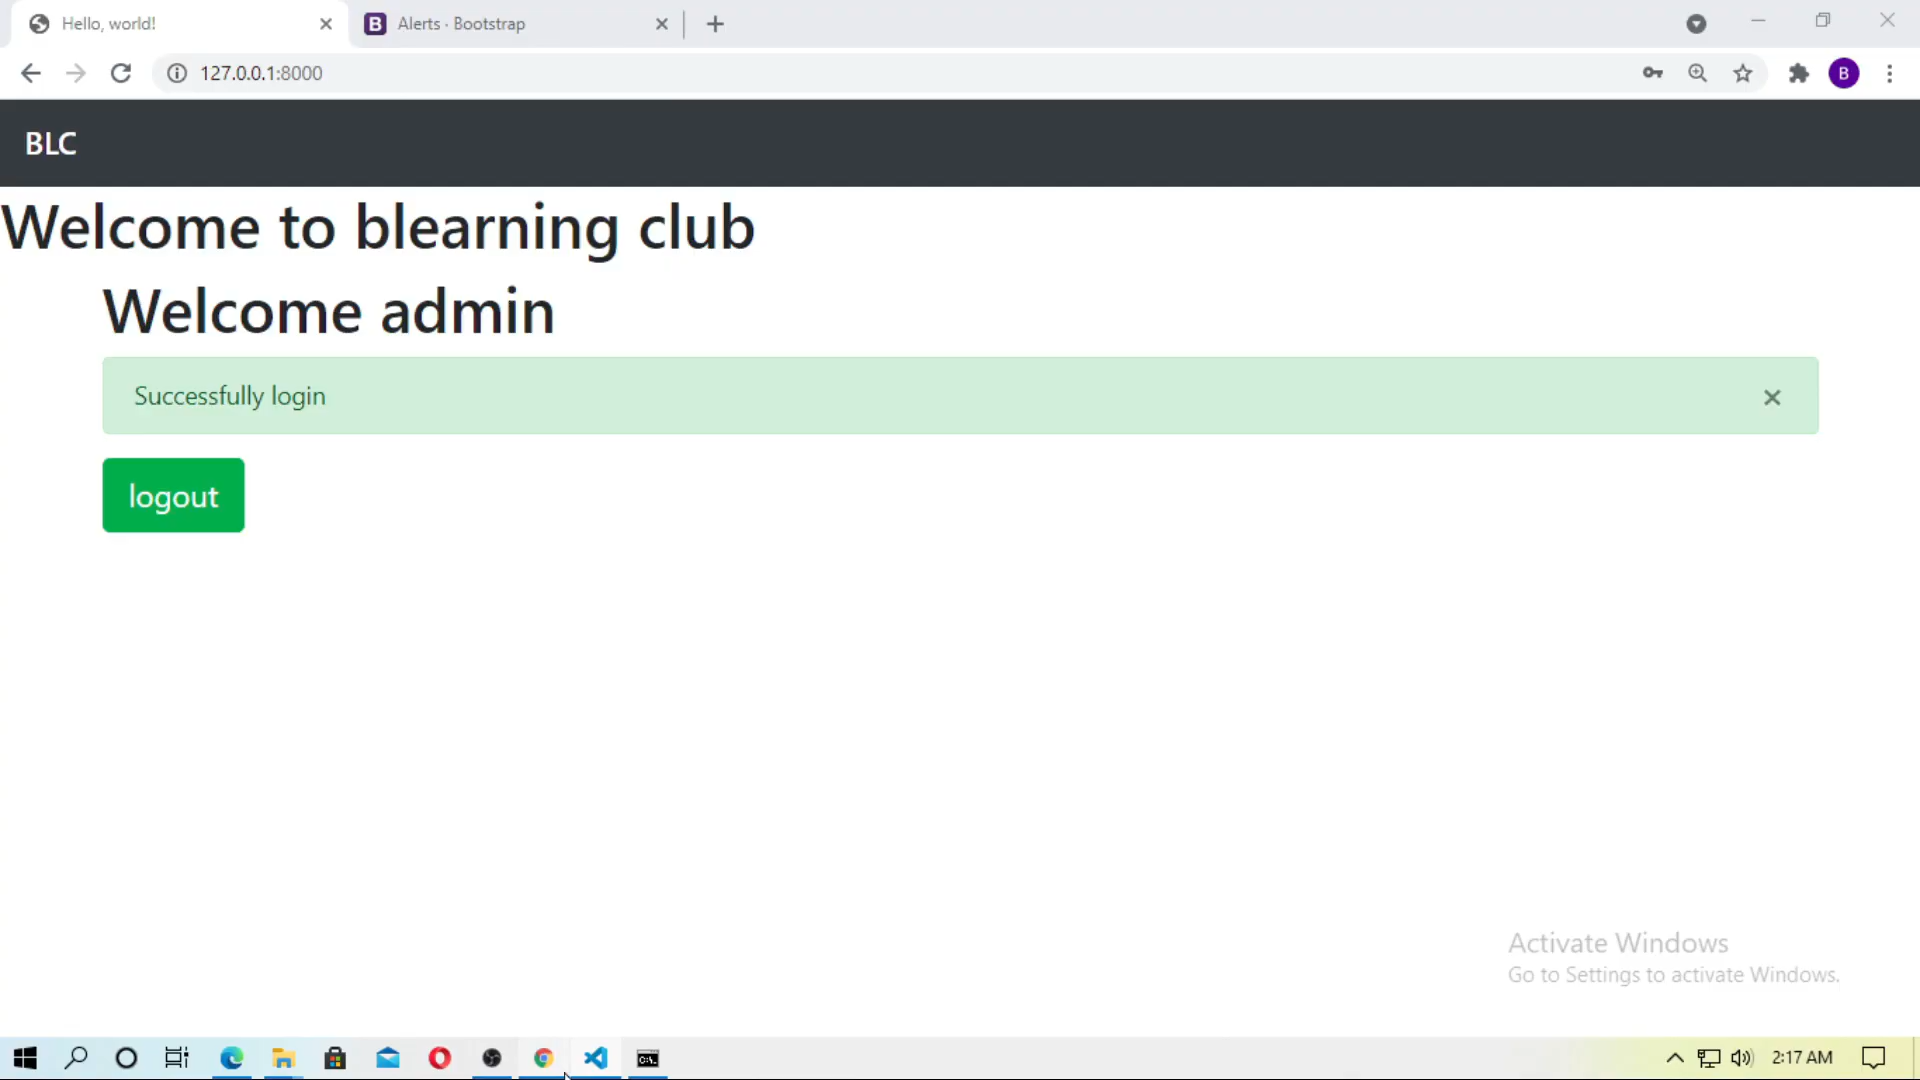 Hello, world!
Alerts · Bootstrap
127.0.0.1:8000
B
BLC
Welcome to blearning club
Welcome admin
Successfully login
logout
Activate Windows
Go to Settings to activate Windows.
2:17 AM